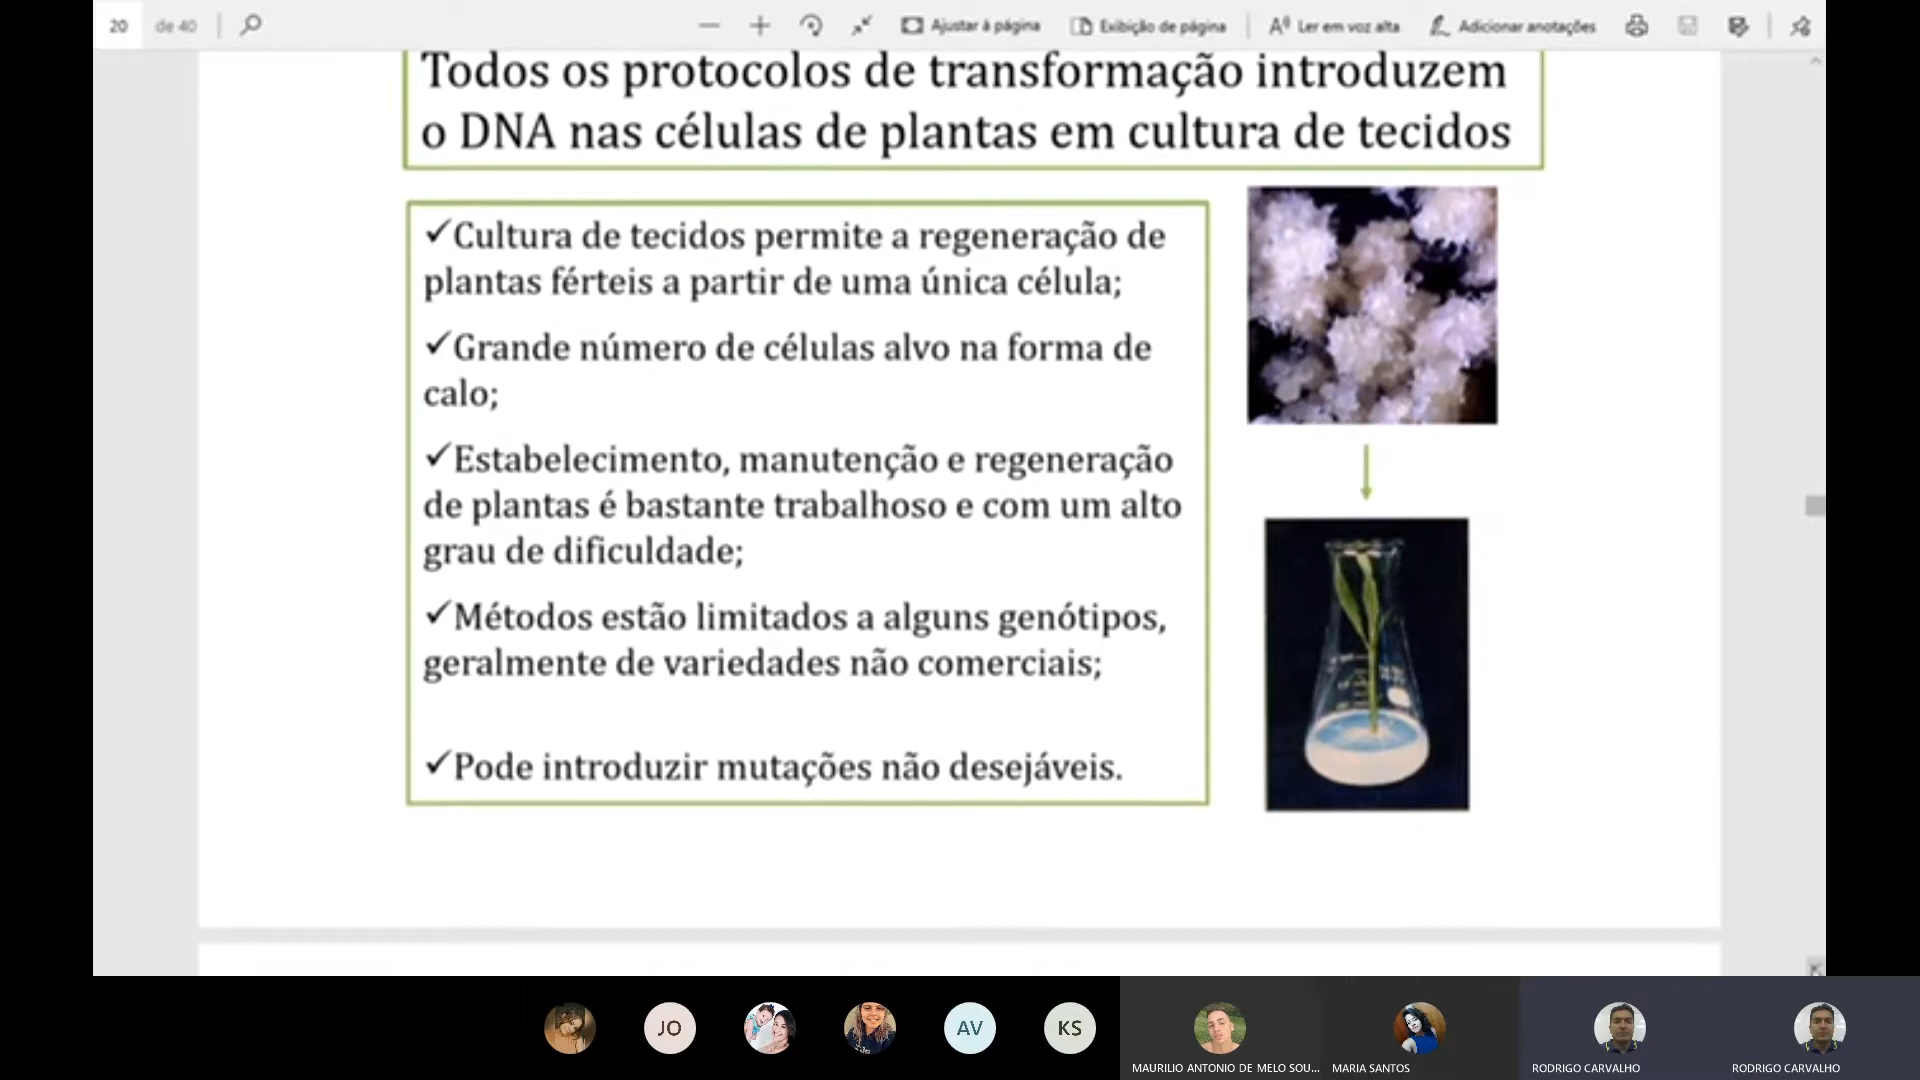 20 de 40 Ajustar à página Exibição de página Ler em voz alta Adicionar anotações
Todos os protocolos de transformação introduzem
o DNA nas células de plantas em cultura de tecidos
✓Cultura de tecidos permite a regeneração de
plantas férteis a partir de uma única célula;
✓Grande número de células alvo na forma de
calo;
✓Estabelecimento, manutenção e regeneração
de plantas é bastante trabalhoso e com um alto
grau de dificuldade;
✓Métodos estão limitados a alguns genótipos,
geralmente de variedades não comerciais;
✓Pode introduzir mutações não desejáveis.
JO AV KS
MAURILIO ANTONIO DE MELO SOU... MARIA SANTOS RODRIGO CARVALHO RODRIGO CARVALHO